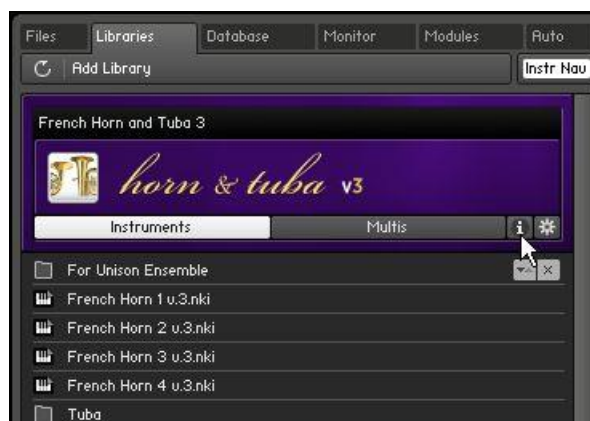 Files Libraries Database Monitor Modules Auto
Add Library Instr Nav
French Horn and Tuba 3
horn & tuba v3
Instruments Multis i
For Unison Ensemble
French Horn 1 v.3.nki
French Horn 2 v.3.nki
French Horn 3 v.3.nki
French Horn 4 v.3.nki
Tuba